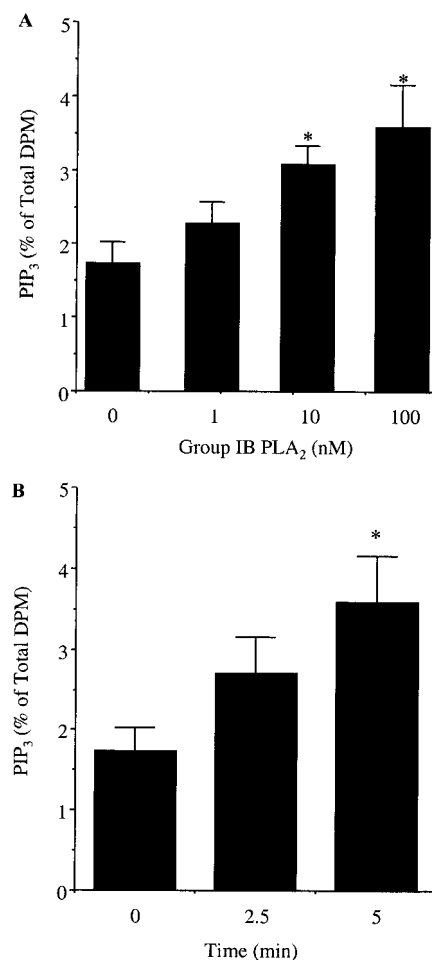 A
5
4
3
2
1
0
PIP₃ (% of Total DPM)
*
*
0 1 10 100
Group IB PLA₂ (nM)
B
5
4
3
2
1
0
PIP₃ (% of Total DPM)
*
0 2.5 5
Time (min)